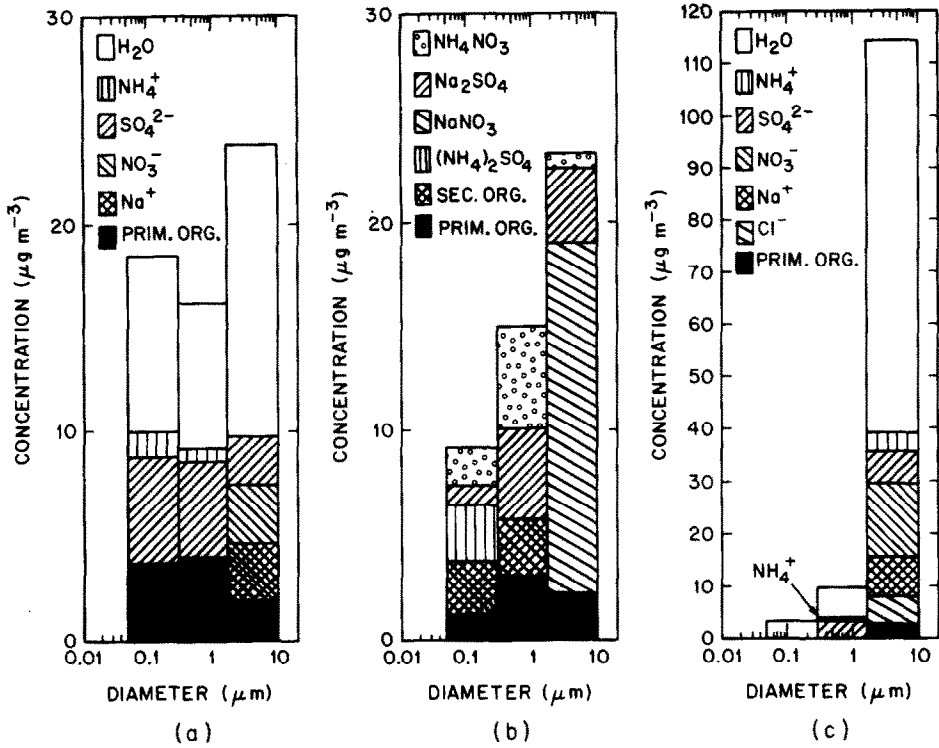 30
H₂O
NH₄⁺
SO₄²⁻
NO₃⁻
Na⁺
PRIM. ORG.
20
10
0
CONCENTRATION (μg m⁻³)
0.01 0.1 1 10
DIAMETER (μm)
(a)
30
NH₄NO₃
Na₂SO₄
NaNO₃
(NH₄)₂SO₄
SEC. ORG.
PRIM. ORG.
20
10
0
CONCENTRATION (μg m⁻³)
0.01 0.1 1 10
DIAMETER (μm)
(b)
120
110
100
90
80
70
60
50
40
30
20
10
0
H₂O
NH₄⁺
SO₄²⁻
NO₃⁻
Na⁺
Cl⁻
PRIM. ORG.
NH₄⁺
CONCENTRATION (μg m⁻³)
0.01 0.1 1 10
DIAMETER (μm)
(c)